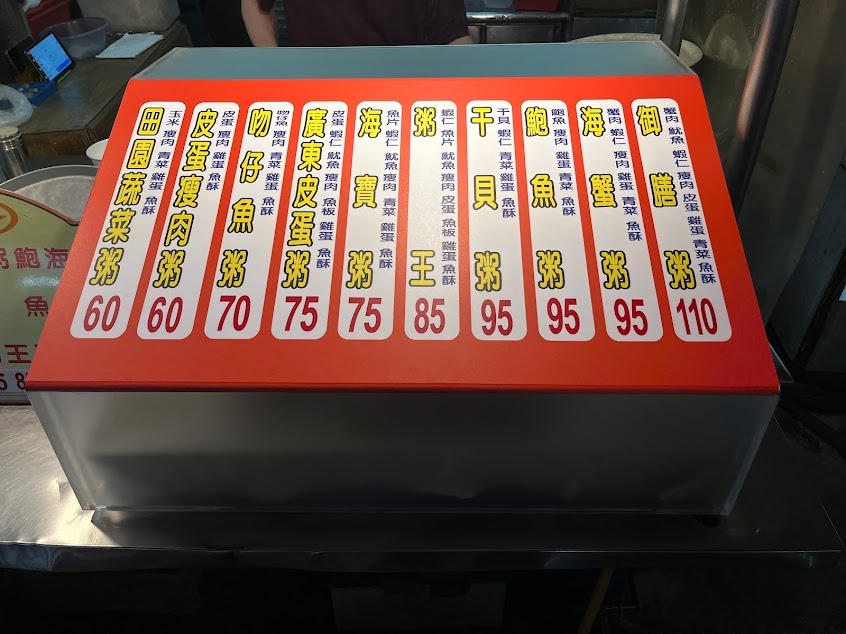 田園蔬菜粥
玉米 瘦肉 青菜 雞蛋 魚酥
60
皮蛋瘦肉粥
皮蛋 瘦肉 雞蛋 魚酥
60
吻仔魚粥
吻仔魚 瘦肉 青菜 雞蛋 魚酥
70
廣東皮蛋粥
皮蛋 蝦仁 魷魚 瘦肉 魚板 雞蛋 魚酥
75
海寶粥
魚片 蝦仁 魷魚 瘦肉 青菜 雞蛋 魚酥
75
粥王
蝦仁 魚片 魷魚 瘦肉 皮蛋 魚板 雞蛋 魚酥
85
干貝粥
干貝 蝦仁 青菜 雞蛋 魚酥
95
鮑魚粥
鮑魚 瘦肉 雞蛋 青菜 魚酥
95
海蟹粥
蟹肉 蝦仁 瘦肉 雞蛋 青菜 魚酥
95
御膳粥
蟹肉 魷魚 蝦仁 瘦肉 皮蛋 雞蛋 青菜 魚酥
110
粥 鮑 海
魚
王